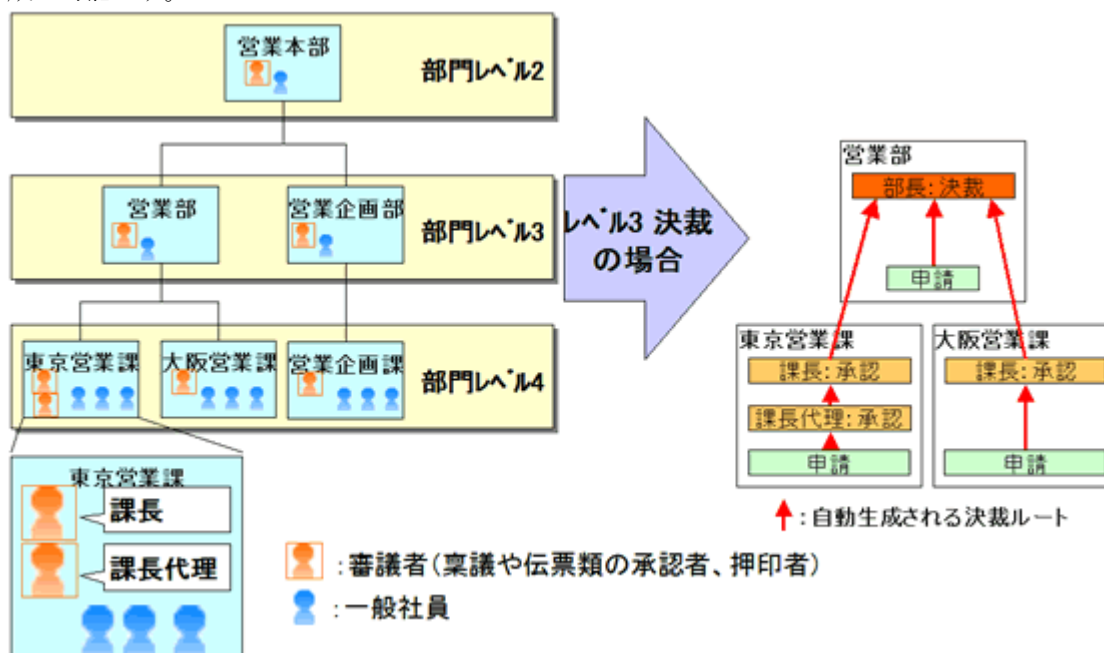 営業本部
部門レベル2
営業部
営業企画部
部門レベル3
東京営業課
大阪営業課
営業企画課
部門レベル4
東京営業課
課長
課長代理
レベル3 決裁
の場合
営業部
部長:決裁
申請
東京営業課
課長:承認
課長代理:承認
申請
大阪営業課
課長:承認
申請
:自動生成される決裁ルート
:審議者(稟議や伝票類の承認者、押印者)
:一般社員